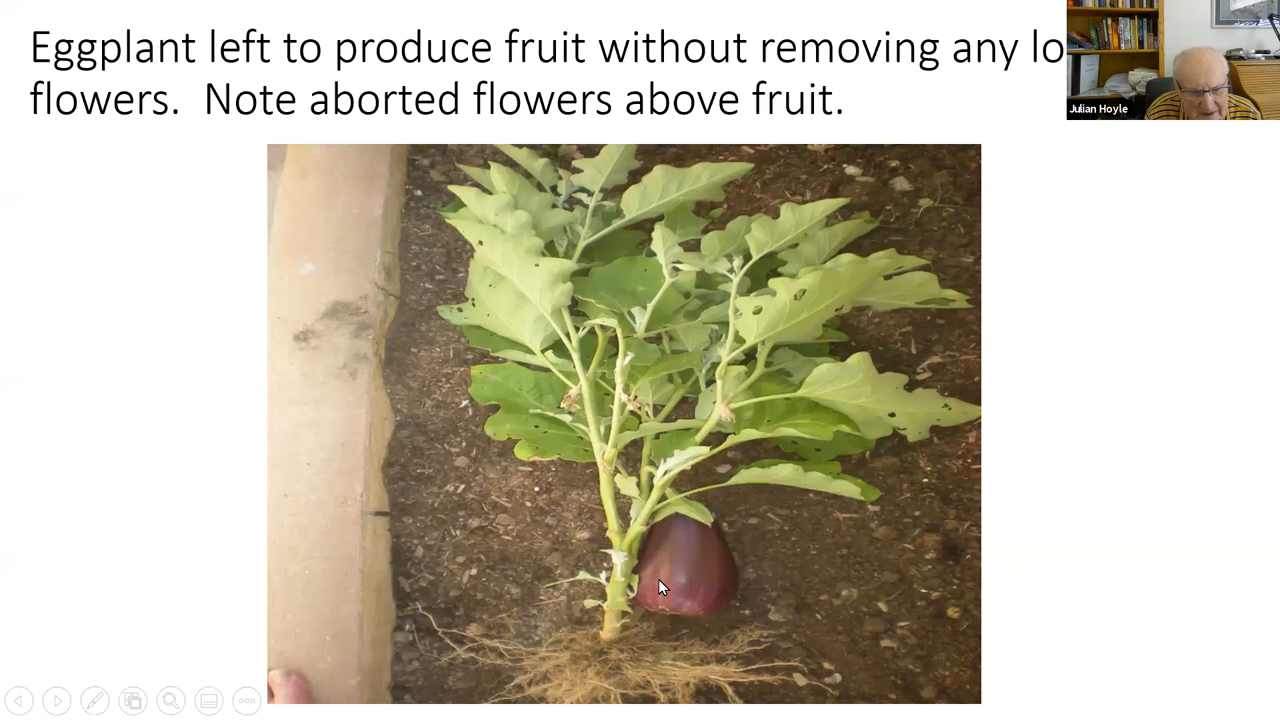 Eggplant left to produce fruit without removing any lo
flowers.  Note aborted flowers above fruit.
Julian Hoyle